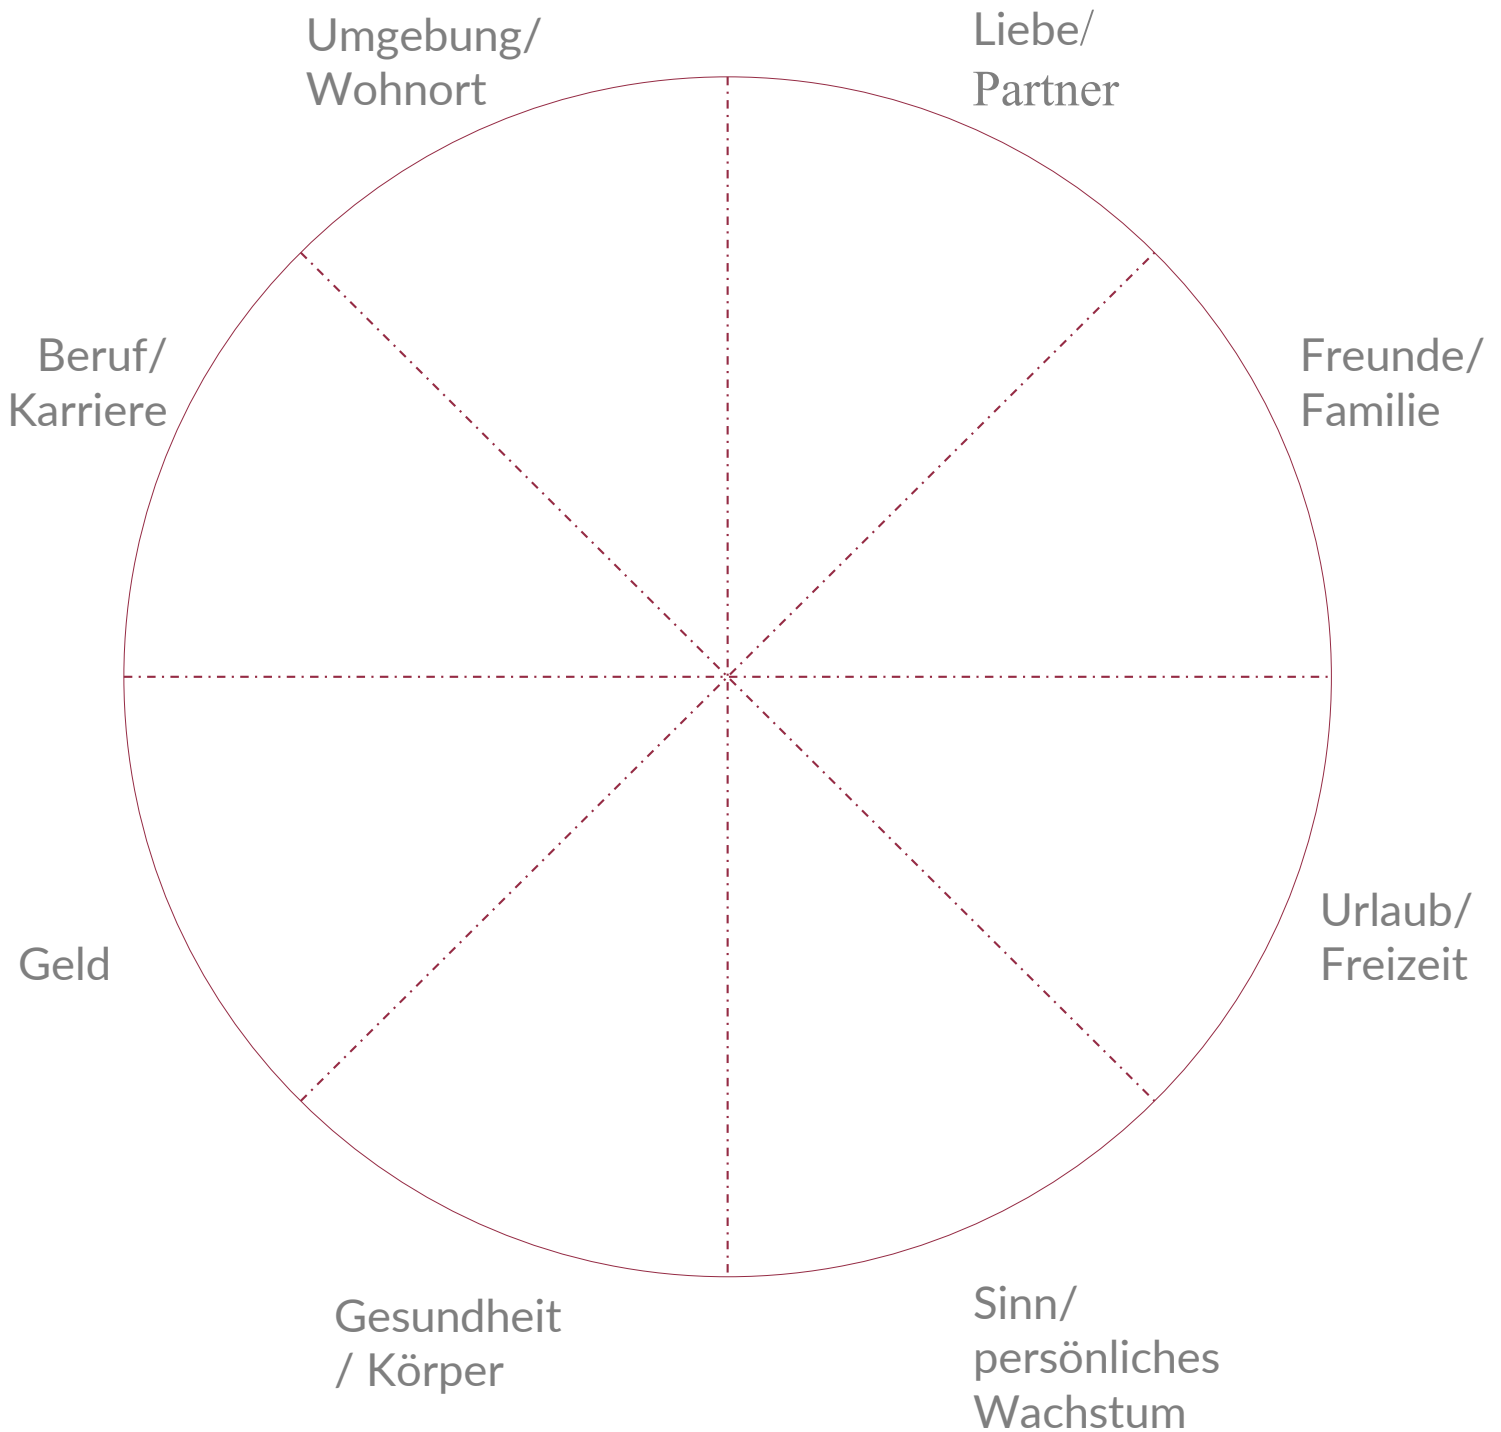 Umgebung/
Wohnort
Liebe/
Partner
Beruf/
Karriere
Freunde/
Familie
Geld
Urlaub/
Freizeit
Gesundheit
/ Körper
Sinn/
persönliches
Wachstum